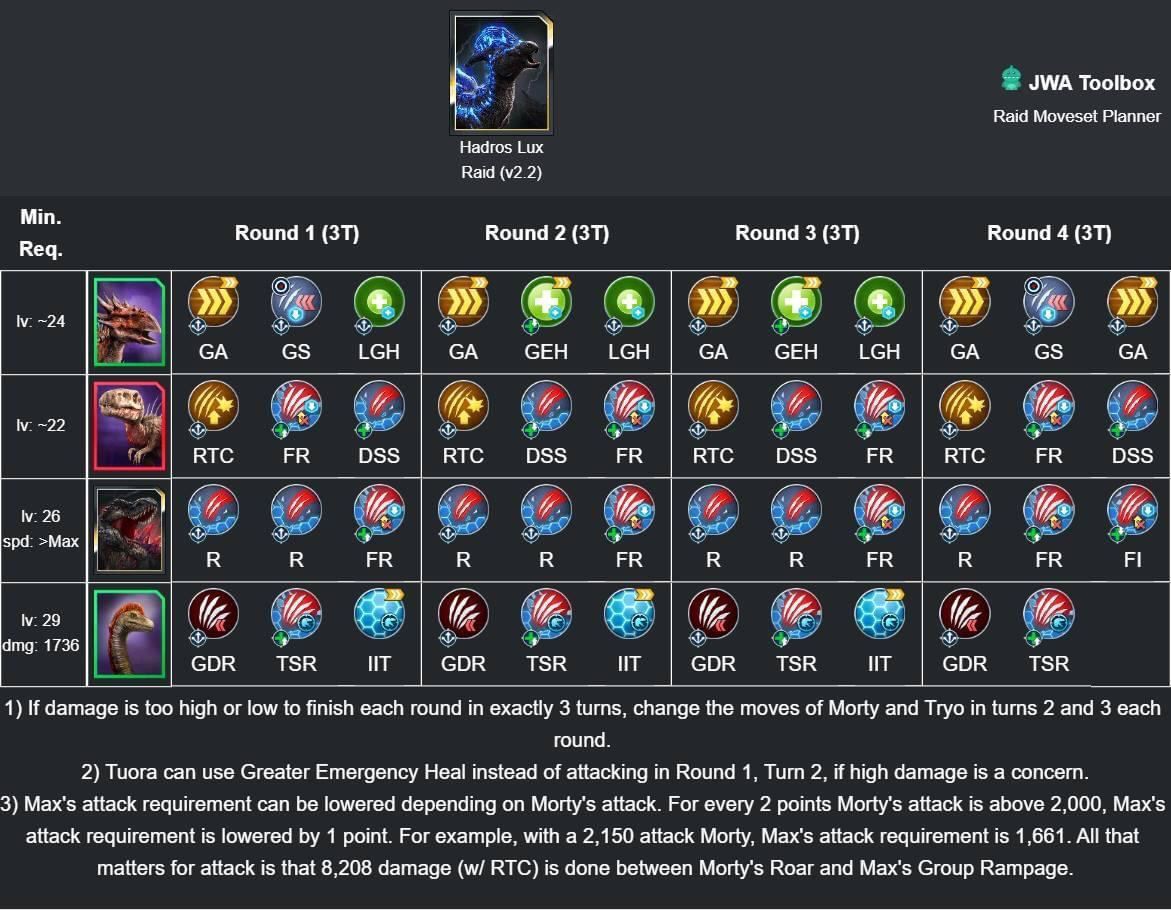 JWA Toolbox
Raid Moveset Planner
Hadros Lux
Raid (v2.2)
Min.
Req.
Round 1 (3T)
Round 2 (3T)
Round 3 (3T)
Round 4 (3T)
lv: ~24
GA GS LGH GA GEH LGH GA GEH LGH GA GS GA
lv: ~22
RTC FR DSS RTC DSS FR RTC DSS FR RTC FR DSS
lv: 26
spd: >Max
R R FR R R FR R R FR R FR FI
lv: 29
dmg: 1736
GDR TSR IIT GDR TSR IIT GDR TSR IIT GDR TSR
1) If damage is too high or low to finish each round in exactly 3 turns, change the moves of Morty and Tryo in turns 2 and 3 each
round.
2) Tuora can use Greater Emergency Heal instead of attacking in Round 1, Turn 2, if high damage is a concern.
3) Max's attack requirement can be lowered depending on Morty's attack. For every 2 points Morty's attack is above 2,000, Max's
attack requirement is lowered by 1 point. For example, with a 2,150 attack Morty, Max's attack requirement is 1,661. All that
matters for attack is that 8,208 damage (w/ RTC) is done between Morty's Roar and Max's Group Rampage.